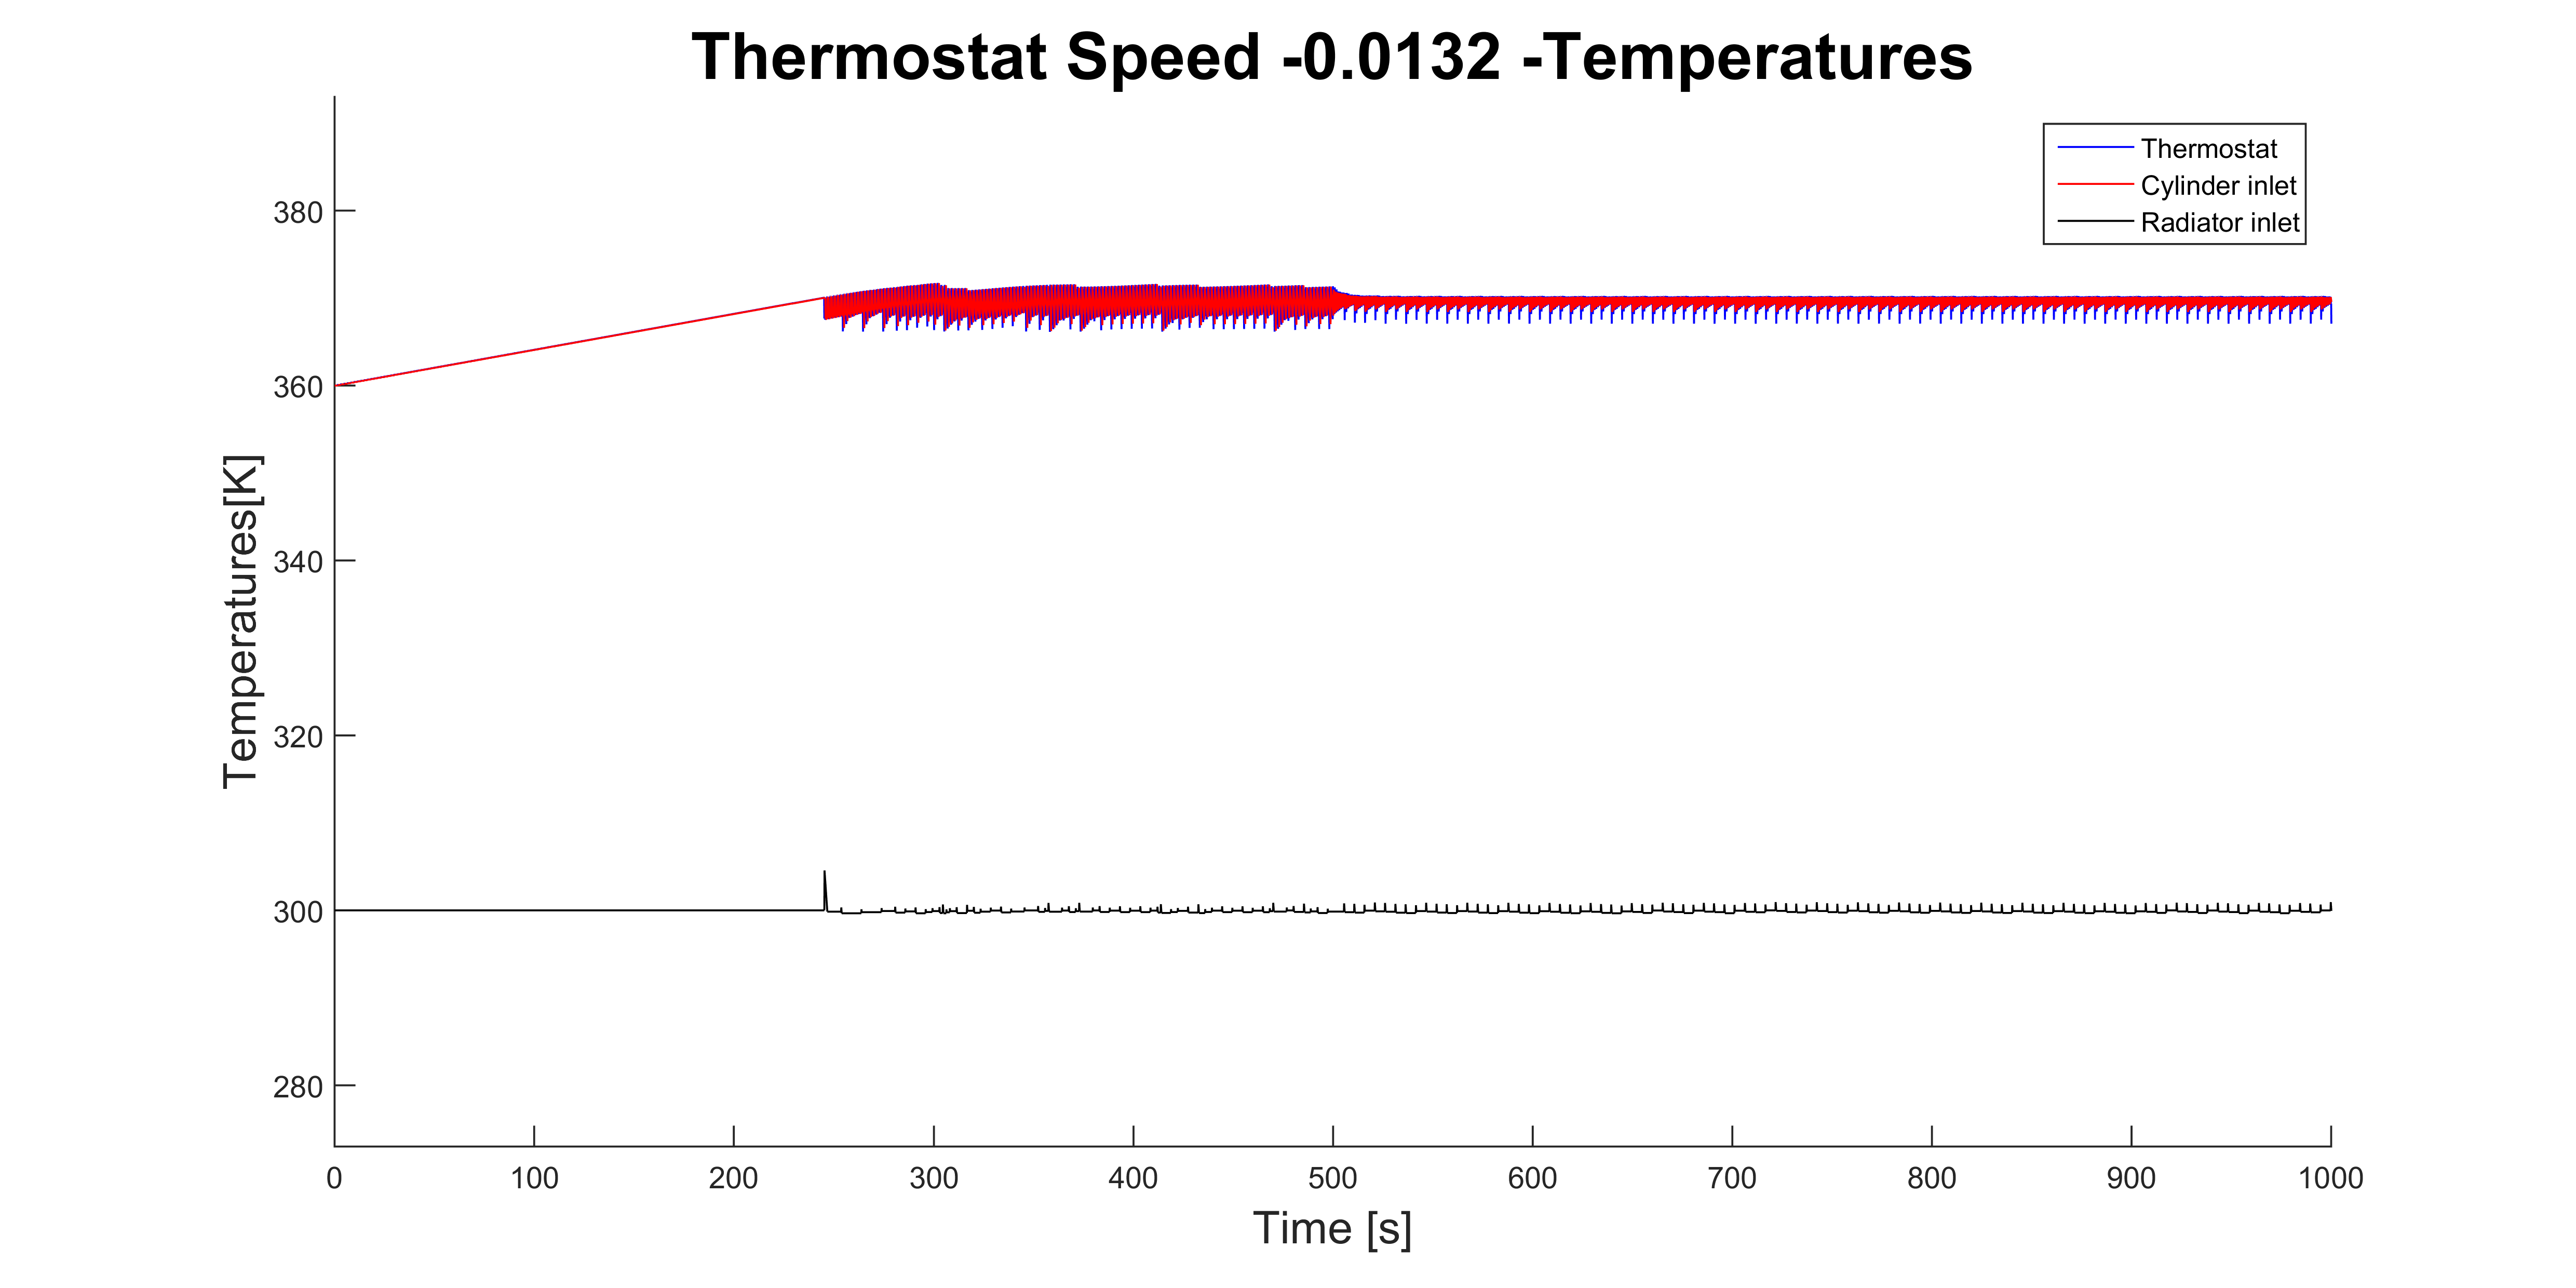 Thermostat Speed -0.0132 -Temperatures
Thermostat
Cylinder inlet
Radiator inlet
380
360
340
320
300
280
Temperatures[K]
0 100 200 300 400 500 600 700 800 900 1000
Time [s]